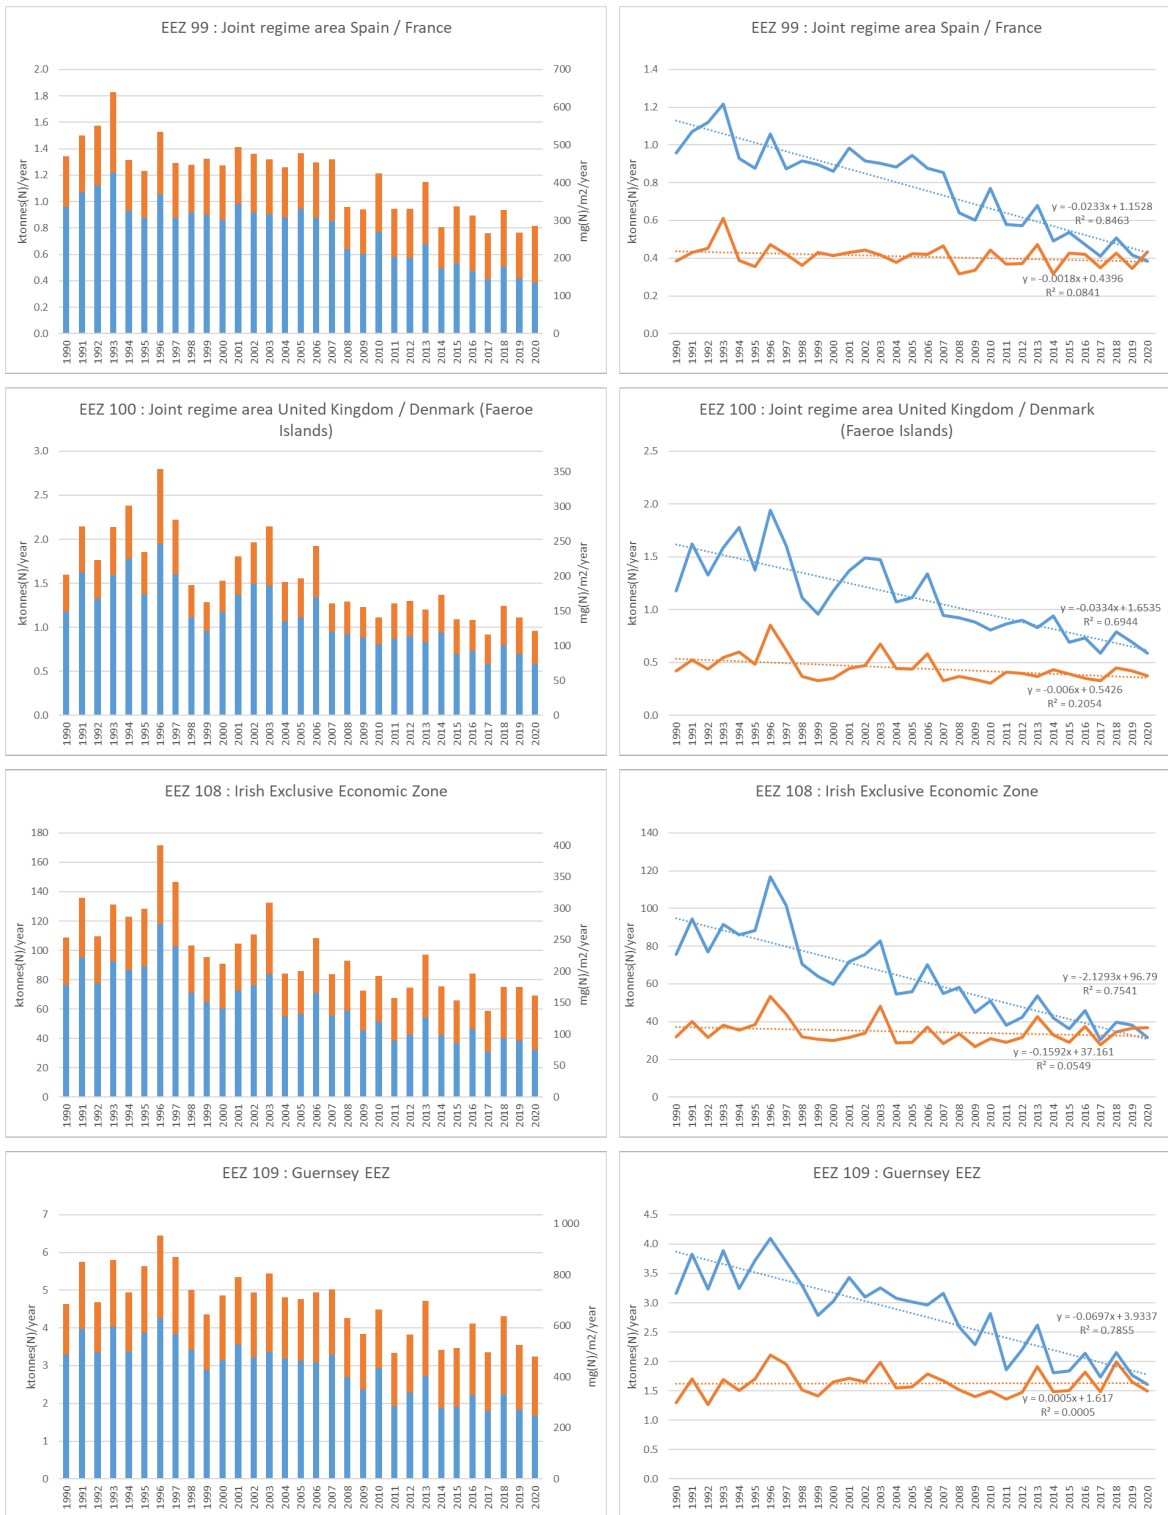 EEZ 99 : Joint regime area Spain / France
2.0
1.8
1.6
1.4
1.2
1.0
0.8
0.6
0.4
0.2
0.0
ktonnes(N)/year
700
600
500
400
300
200
100
0
mg(N)/m2/year
1990 1991 1992 1993 1994 1995 1996 1997 1998 1999 2000 2001 2002 2003 2004 2005 2006 2007 2008 2009 2010 2011 2012 2013 2014 2015 2016 2017 2018 2019 2020
EEZ 99 : Joint regime area Spain / France
1.4
1.2
1.0
0.8
0.6
0.4
0.2
0.0
ktonnes(N)/year
y = -0.0233x + 1.1528
R² = 0.8463
y = -0.0018x + 0.4396
R² = 0.0841
1990 1991 1992 1993 1994 1995 1996 1997 1998 1999 2000 2001 2002 2003 2004 2005 2006 2007 2008 2009 2010 2011 2012 2013 2014 2015 2016 2017 2018 2019 2020
EEZ 100 : Joint regime area United Kingdom / Denmark (Faeroe
Islands)
3.0
2.5
2.0
1.5
1.0
0.5
0.0
ktonnes(N)/year
350
300
250
200
150
100
50
0
mg(N)/m2/year
1990 1991 1992 1993 1994 1995 1996 1997 1998 1999 2000 2001 2002 2003 2004 2005 2006 2007 2008 2009 2010 2011 2012 2013 2014 2015 2016 2017 2018 2019 2020
EEZ 100 : Joint regime area United Kingdom / Denmark
(Faeroe Islands)
2.5
2.0
1.5
1.0
0.5
0.0
ktonnes(N)/year
y = -0.0334x + 1.6535
R² = 0.6944
y = -0.006x + 0.5426
R² = 0.2054
1990 1991 1992 1993 1994 1995 1996 1997 1998 1999 2000 2001 2002 2003 2004 2005 2006 2007 2008 2009 2010 2011 2012 2013 2014 2015 2016 2017 2018 2019 2020
EEZ 108 : Irish Exclusive Economic Zone
180
160
140
120
100
80
60
40
20
0
ktonnes(N)/year
400
350
300
250
200
150
100
50
0
mg(N)/m2/year
1990 1991 1992 1993 1994 1995 1996 1997 1998 1999 2000 2001 2002 2003 2004 2005 2006 2007 2008 2009 2010 2011 2012 2013 2014 2015 2016 2017 2018 2019 2020
EEZ 108 : Irish Exclusive Economic Zone
140
120
100
80
60
40
20
0
ktonnes(N)/year
y = -2.1293x + 96.79
R² = 0.7541
y = -0.1592x + 37.161
R² = 0.0549
1990 1991 1992 1993 1994 1995 1996 1997 1998 1999 2000 2001 2002 2003 2004 2005 2006 2007 2008 2009 2010 2011 2012 2013 2014 2015 2016 2017 2018 2019 2020
EEZ 109 : Guernsey EEZ
7
6
5
4
3
2
1
0
ktonnes(N)/year
1 000
800
600
400
200
0
mg(N)/m2/year
1990 1991 1992 1993 1994 1995 1996 1997 1998 1999 2000 2001 2002 2003 2004 2005 2006 2007 2008 2009 2010 2011 2012 2013 2014 2015 2016 2017 2018 2019 2020
EEZ 109 : Guernsey EEZ
4.5
4.0
3.5
3.0
2.5
2.0
1.5
1.0
0.5
0.0
ktonnes(N)/year
y = -0.0697x + 3.9337
R² = 0.7855
y = 0.0005x + 1.617
R² = 0.0005
1990 1991 1992 1993 1994 1995 1996 1997 1998 1999 2000 2001 2002 2003 2004 2005 2006 2007 2008 2009 2010 2011 2012 2013 2014 2015 2016 2017 2018 2019 2020